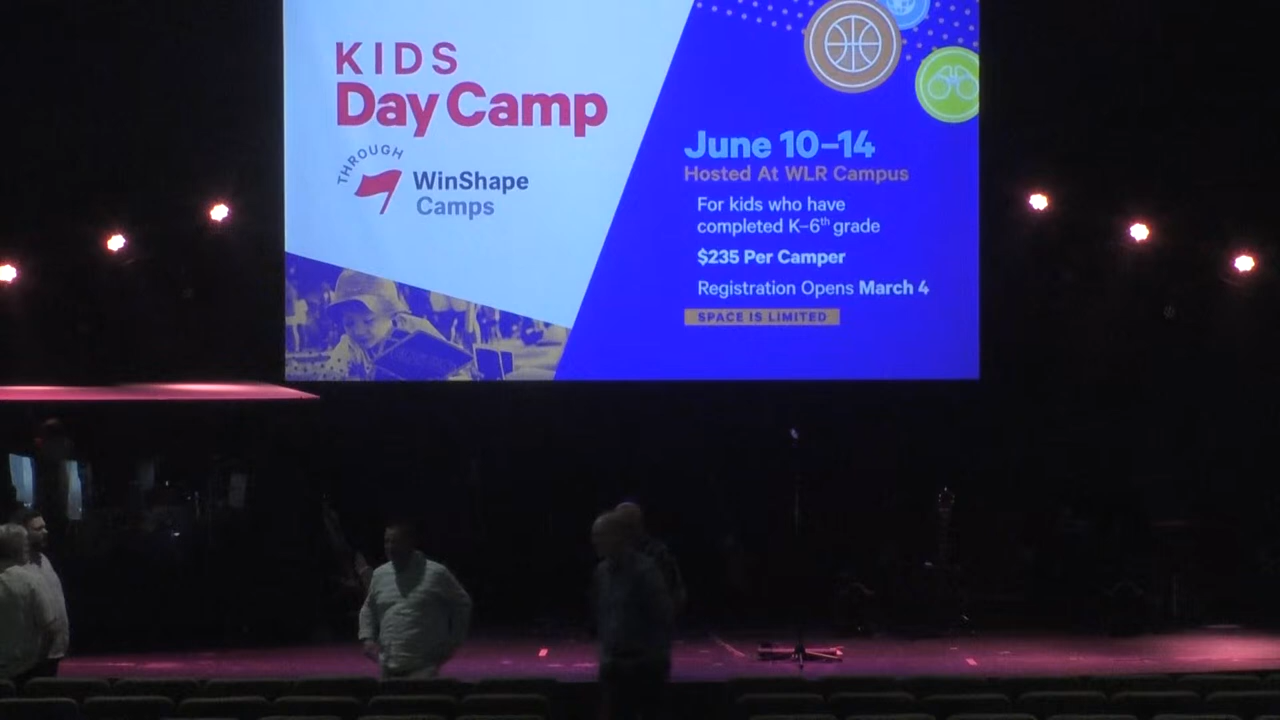 KIDS
Day Camp
THROUGH
WinShape
Camps
June 10–14
Hosted At WLR Campus
For kids who have
completed K–6th grade
$235 Per Camper
Registration Opens March 4
SPACE IS LIMITED